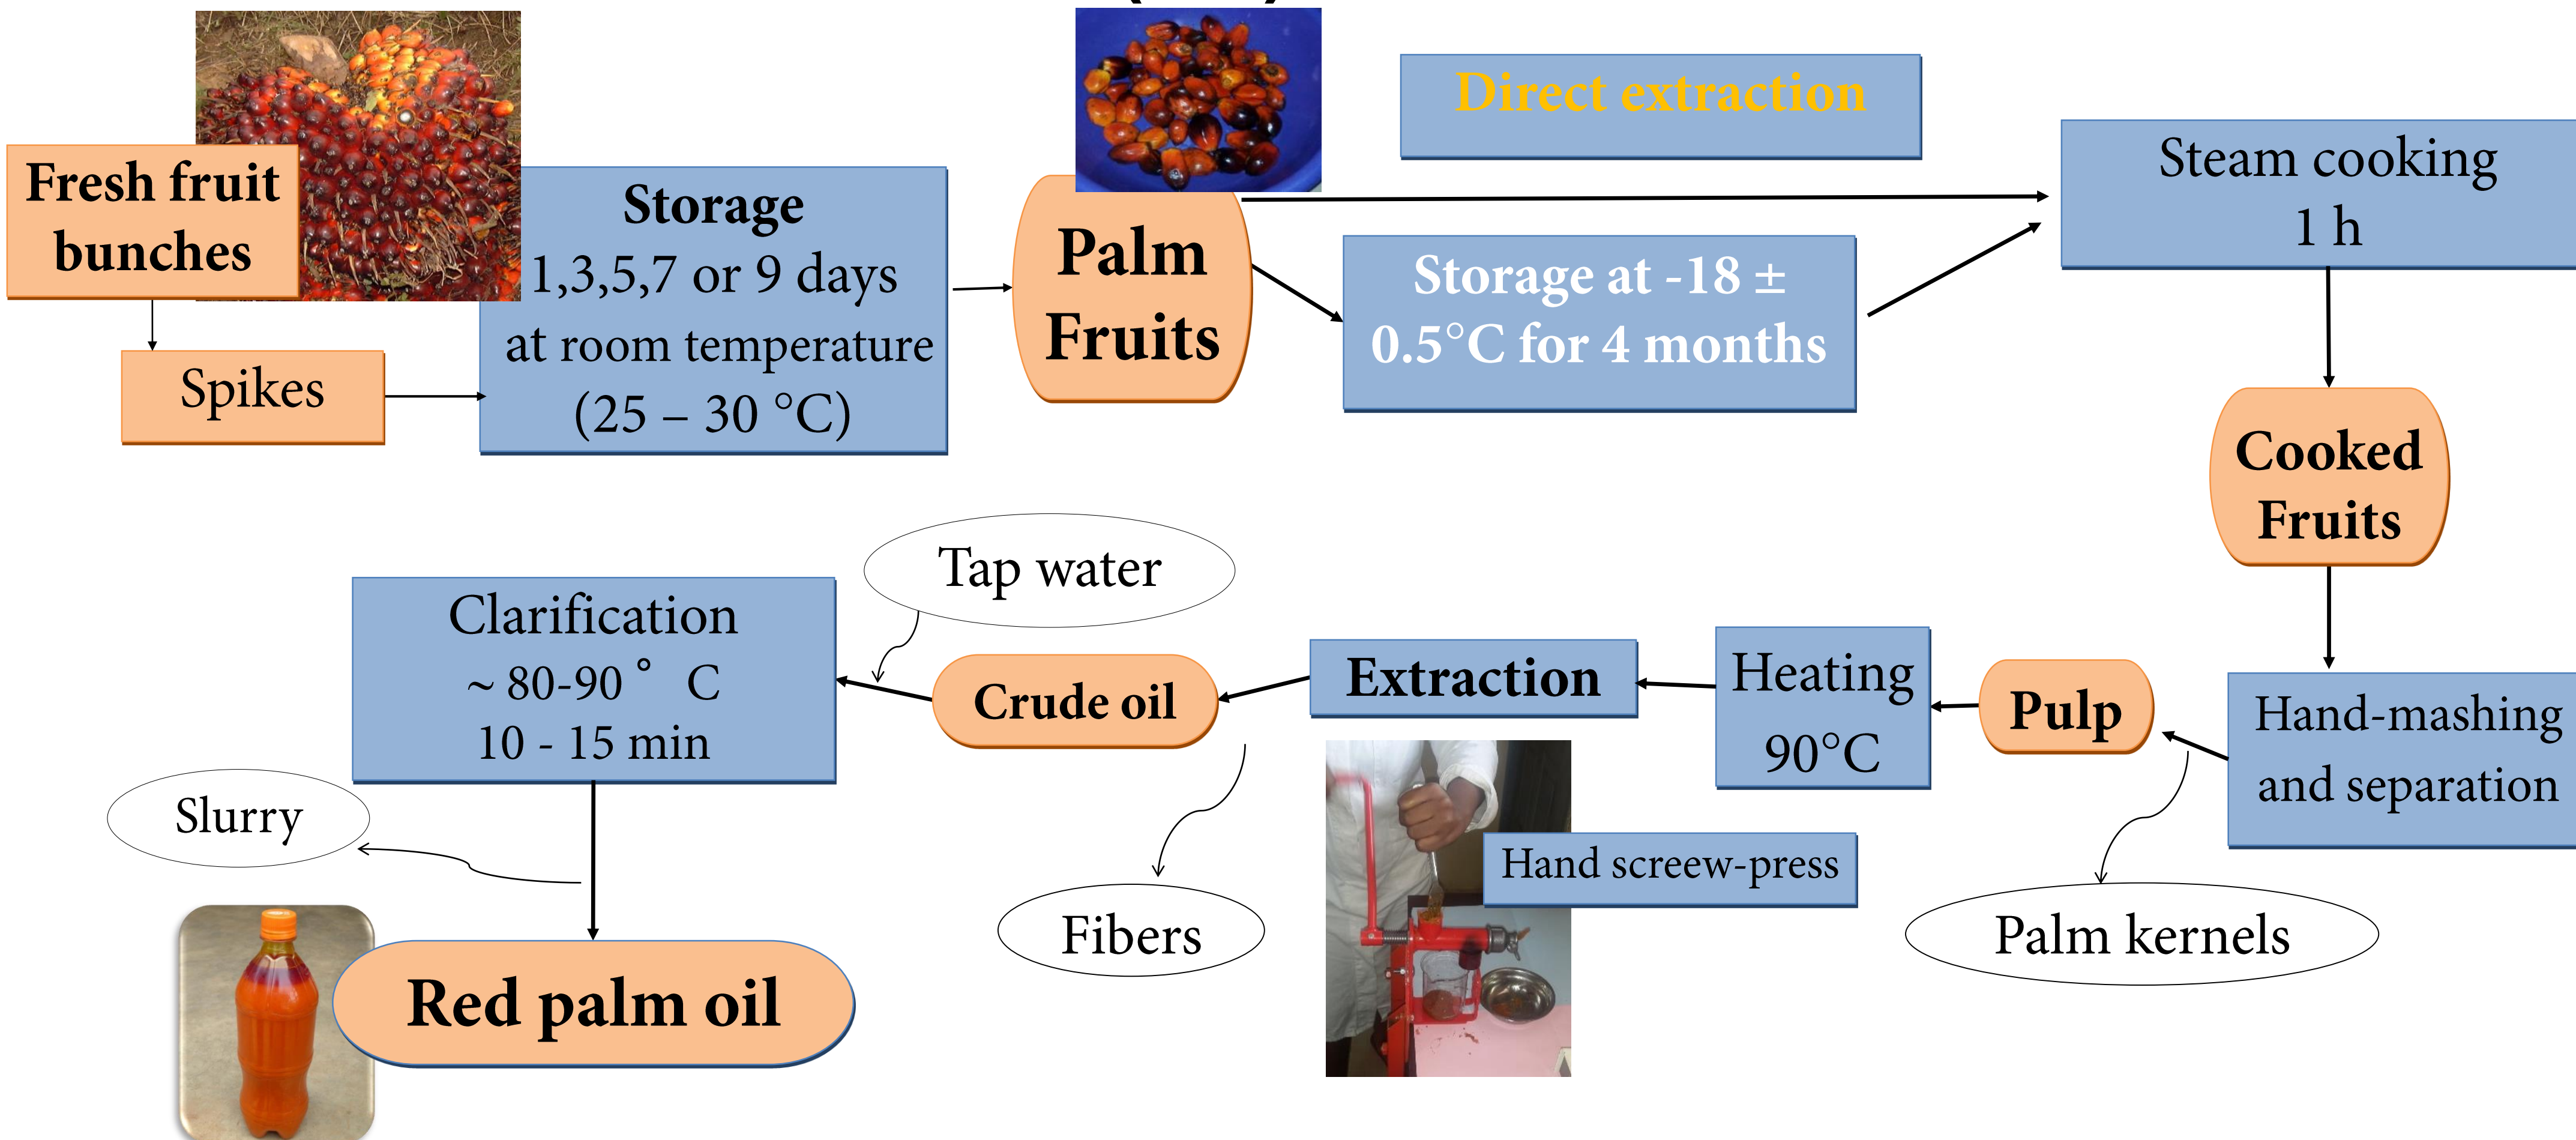 Direct extraction
Fresh fruit
bunches
Spikes
Storage
1,3,5,7 or 9 days
at room temperature
(25 – 30 °C)
Palm
Fruits
Storage at -18 ±
0.5°C for 4 months
Steam cooking
1 h
Cooked
Fruits
Hand-mashing
and separation
Palm kernels
Pulp
Heating
90°C
Extraction
Hand screew-press
Crude oil
Fibers
Tap water
Clarification
~ 80-90 ° C
10 - 15 min
Slurry
Red palm oil